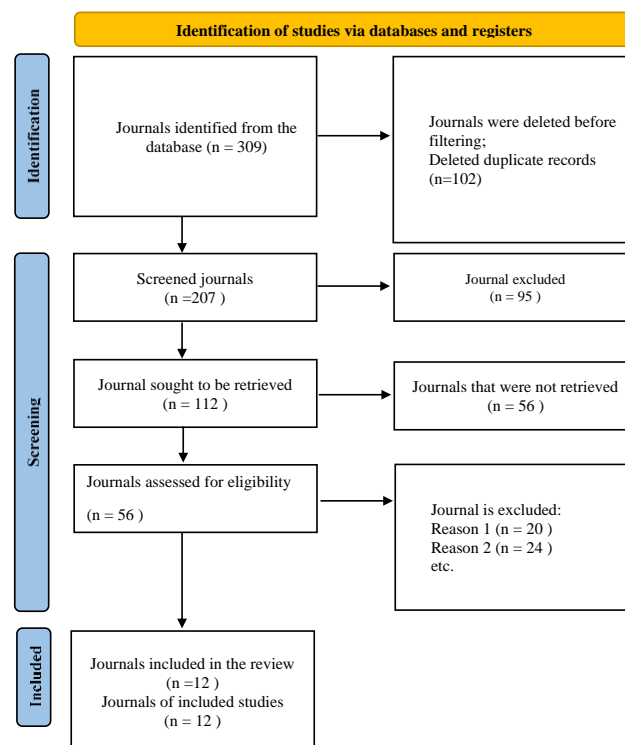 Identification of studies via databases and registers
Identification
Journals identified from the
database (n = 309)
Journals were deleted before
filtering;
Deleted duplicate records
(n=102)
Screening
Screened journals
(n =207 )
Journal excluded
(n = 95 )
Journal sought to be retrieved
(n = 112 )
Journals that were not retrieved
(n = 56 )
Journals assessed for eligibility
(n = 56 )
Journal is excluded:
Reason 1 (n = 20 )
Reason 2 (n = 24 )
etc.
Included
Journals included in the review
(n =12 )
Journals of included studies
(n = 12 )